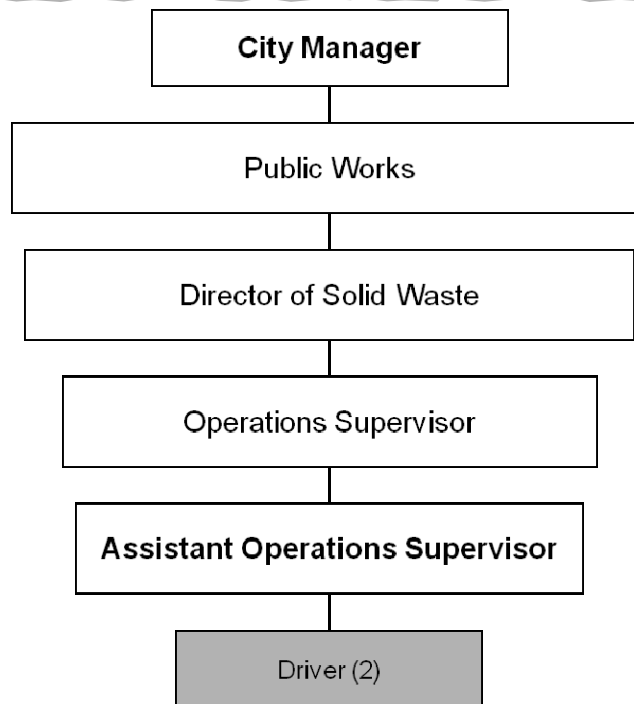 City Manager
Public Works
Director of Solid Waste
Operations Supervisor
Assistant Operations Supervisor
Driver (2)